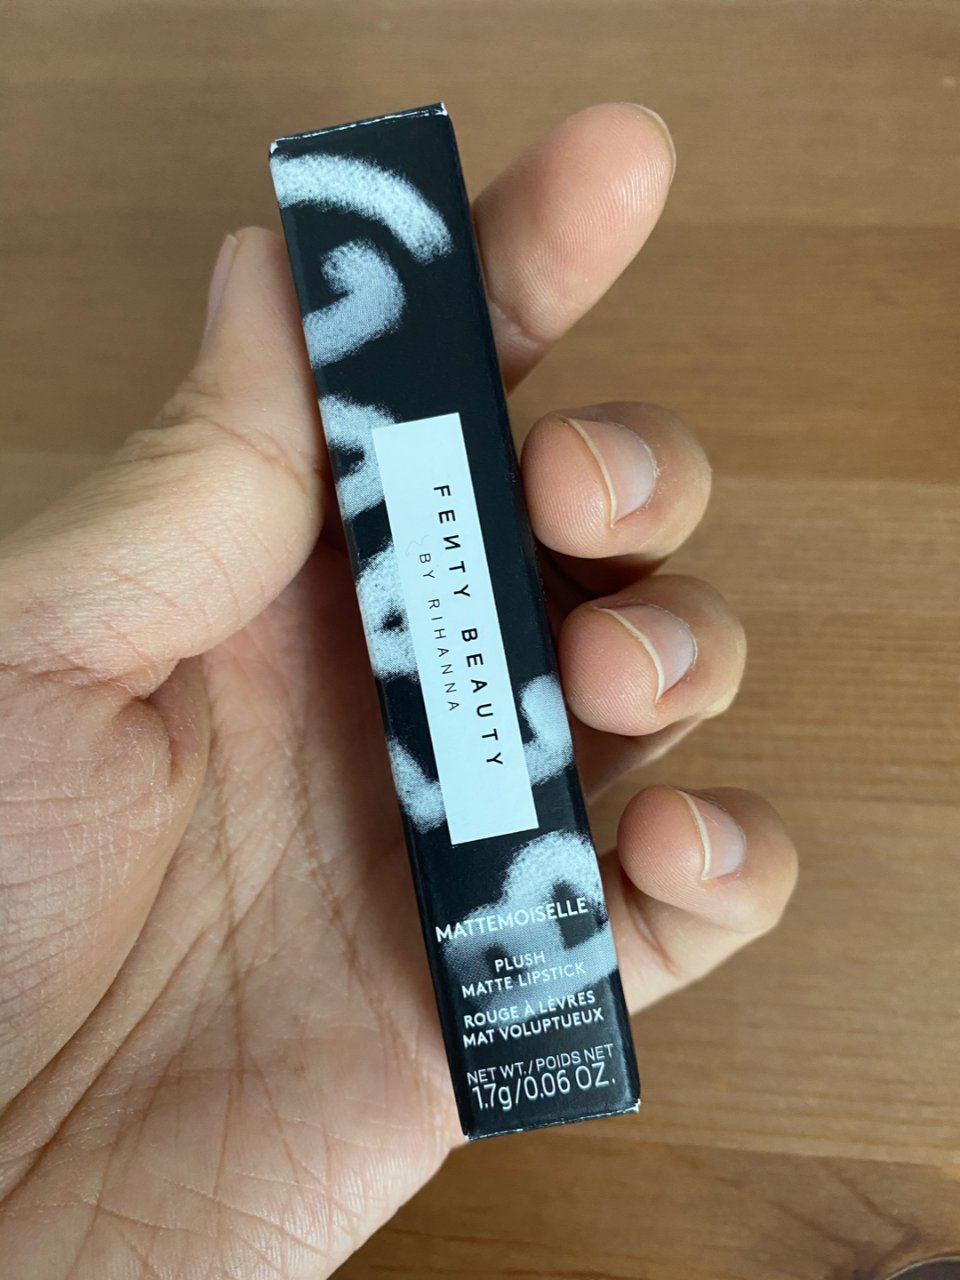 FEИTY BEAUTY
BY RIHANNA
MATTEMOISELLE
PLUSH
MATTE LIPSTICK
ROUGE À LÈVRES
MAT VOLUPTUEUX
NET WT./POIDS NET
1.7g/0.06 OZ.